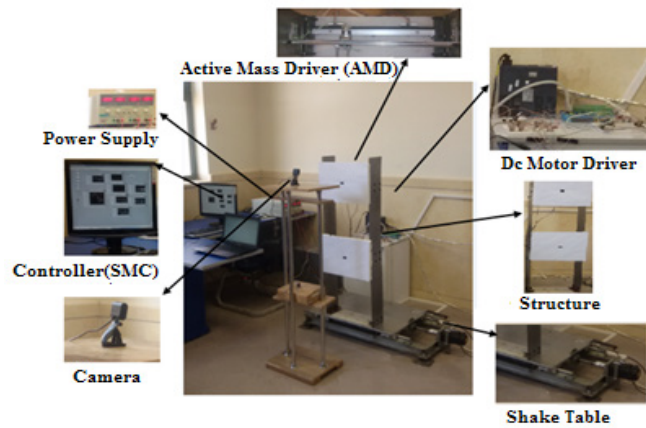 Active Mass Driver (AMD)
Power Supply
Dc Motor Driver
Controller(SMC)
Structure
Camera
Shake Table